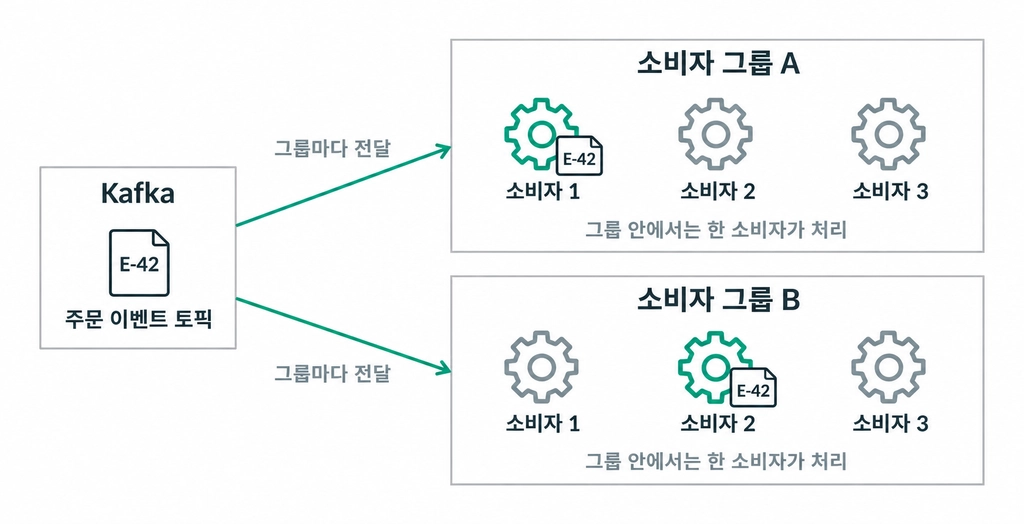 Kafka
E-42
주문 이벤트 토픽
그룹마다 전달
그룹마다 전달
소비자 그룹 A
E-42
소비자 1
소비자 2
소비자 3
그룹 안에서는 한 소비자가 처리
소비자 그룹 B
E-42
소비자 1
소비자 2
소비자 3
그룹 안에서는 한 소비자가 처리